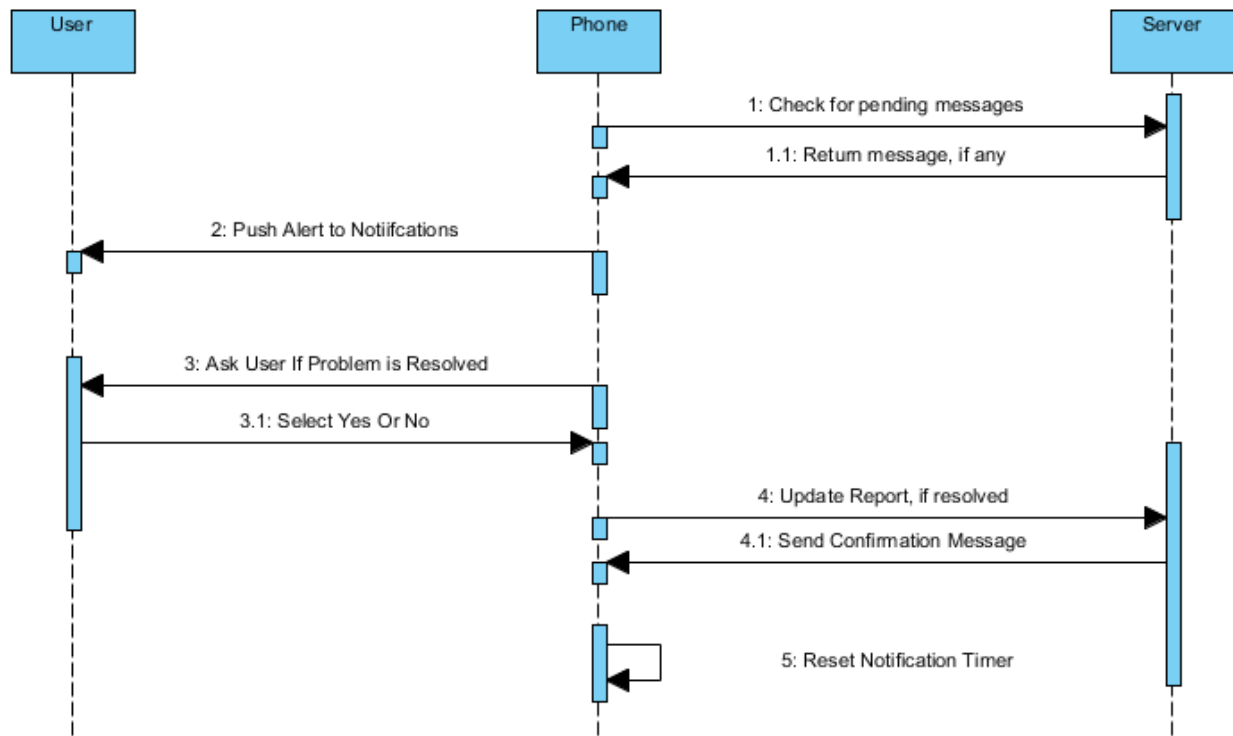 User
Phone
Server
1: Check for pending messages
1.1: Return message, if any
2: Push Alert to Notiifcations
3: Ask User If Problem is Resolved
3.1: Select Yes Or No
4: Update Report, if resolved
4.1: Send Confirmation Message
5: Reset Notification Timer